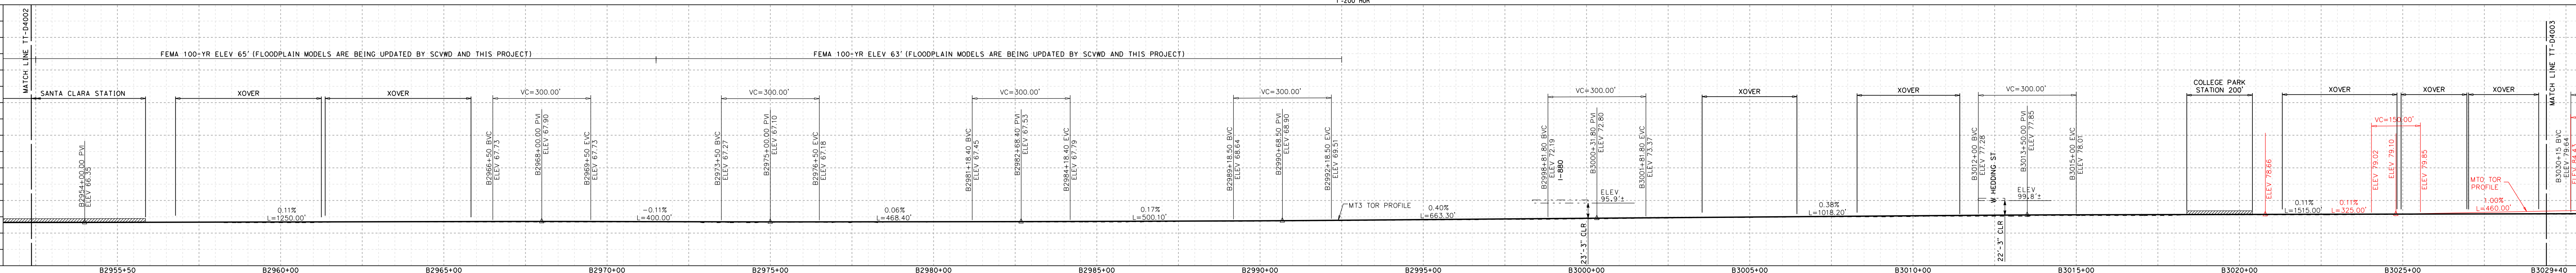 1"=200' HOR
MATCH LINE TT-D4002
FEMA 100-YR ELEV 65' (FLOODPLAIN MODELS ARE BEING UPDATED BY SCVWD AND THIS PROJECT)
FEMA 100-YR ELEV 63' (FLOODPLAIN MODELS ARE BEING UPDATED BY SCVWD AND THIS PROJECT)
MATCH LINE TT-D4003
SANTA CLARA STATION
XOVER
XOVER
VC=300.00'
VC=300.00'
VC=300.00'
VC=300.00'
VC=300.00'
XOVER
XOVER
VC=300.00'
COLLEGE PARK
STATION 200'
XOVER
XOVER
XOVER
VC=150.00'
B2954+00.00 PVI
ELEV 66.35
B2966+50 BVC
ELEV 67.73
B2968+00.00 PVI
ELEV 67.90
B2969+50 EVC
ELEV 67.73
B2973+50 BVC
ELEV 67.27
B2975+00.00 PVI
ELEV 67.10
B2976+50 EVC
ELEV 67.18
B2981+18.40 BVC
ELEV 67.45
B2982+68.40 PVI
ELEV 67.53
B2984+18.40 EVC
ELEV 67.79
B2989+18.50 BVC
ELEV 68.64
B2990+68.50 PVI
ELEV 68.90
B2992+18.50 EVC
ELEV 69.51
B2998+81.80 BVC
ELEV 72.19
I-880
B3000+31.80 PVI
ELEV 72.80
B3001+81.80 EVC
ELEV 73.37
B3012+00 BVC
ELEV 77.28
W HEDDING ST.
B3013+50.00 PVI
ELEV 77.85
B3015+00 EVC
ELEV 78.01
ELEV 78.66
ELEV 79.02
ELEV 79.10
ELEV 79.85
B3030+15 BVC
ELEV 79.64
ELEV 84.43
ELEV
95.9'±
ELEV
99.8'±
MT3 TOR PROFILE
MT0 TOR
PROFILE
0.11%
L=1250.00'
-0.11%
L=400.00'
0.06%
L=468.40'
0.17%
L=500.10'
0.40%
L=663.30'
0.38%
L=1018.20'
0.11%
L=1515.00'
0.11%
L=325.00'
1.00%
L=460.00'
23'-3" CLR
22'-3" CLR
B2955+50
B2960+00
B2965+00
B2970+00
B2975+00
B2980+00
B2985+00
B2990+00
B2995+00
B3000+00
B3005+00
B3010+00
B3015+00
B3020+00
B3025+00
B3029+40